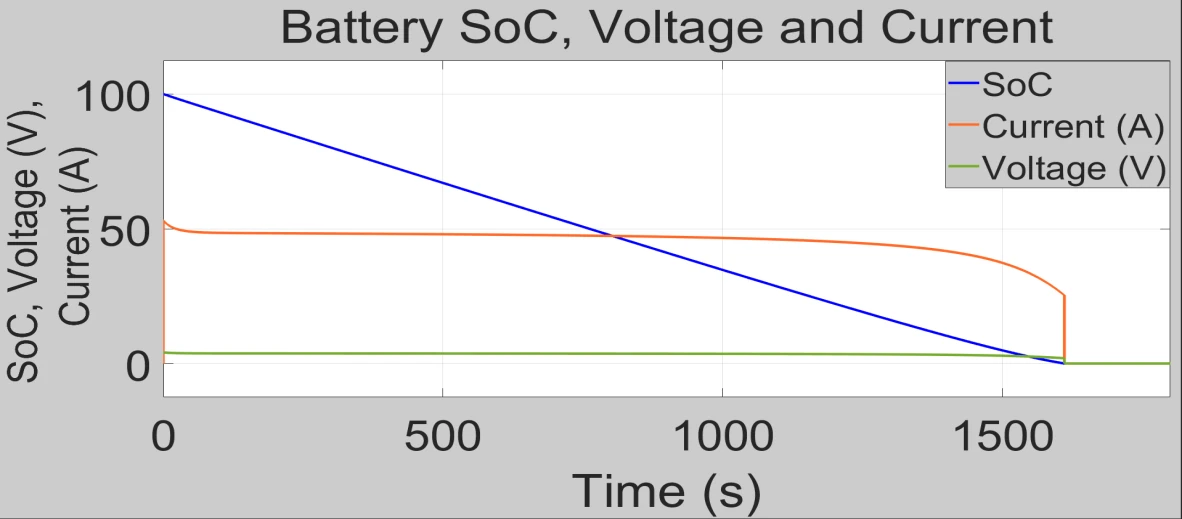 Battery SoC, Voltage and Current
SoC, Voltage (V),
Current (A)
100
50
0
SoC
Current (A)
Voltage (V)
0 500 1000 1500
Time (s)